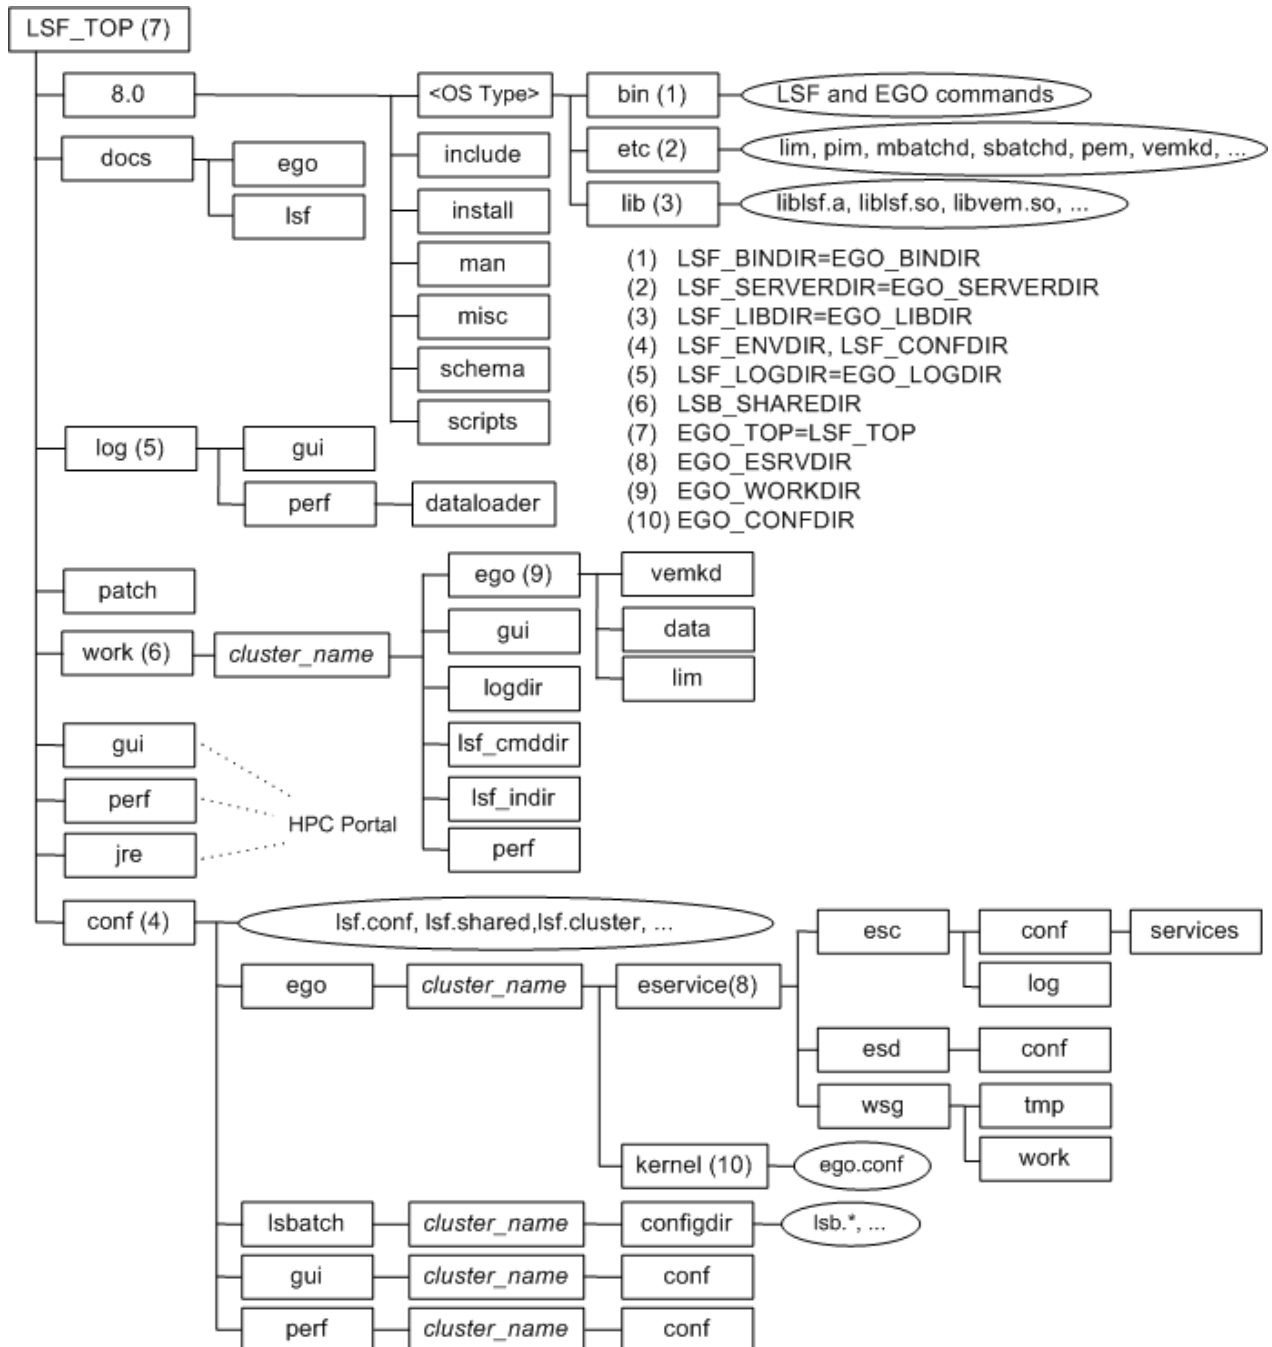 LSF_TOP (7)
8.0
<OS Type>
bin (1)
LSF and EGO commands
docs
ego
include
etc (2)
lim, pim, mbatchd, sbatchd, pem, vemkd, ...
lsf
install
lib (3)
liblsf.a, liblsf.so, libvem.so, ...
man
misc
schema
scripts
(1) LSF_BINDIR=EGO_BINDIR
(2) LSF_SERVERDIR=EGO_SERVERDIR
(3) LSF_LIBDIR=EGO_LIBDIR
(4) LSF_ENVDIR, LSF_CONFDIR
(5) LSF_LOGDIR=EGO_LOGDIR
(6) LSB_SHAREDIR
(7) EGO_TOP=LSF_TOP
(8) EGO_ESRVDIR
(9) EGO_WORKDIR
(10) EGO_CONFDIR
log (5)
gui
perf
dataloader
patch
work (6)
cluster_name
ego (9)
vemkd
gui
data
logdir
lim
lsf_cmddir
lsf_indir
perf
gui
perf
jre
HPC Portal
conf (4)
lsf.conf, lsf.shared,lsf.cluster, ...
esc
conf
services
ego
cluster_name
eservice(8)
log
esd
conf
wsg
tmp
work
kernel (10)
ego.conf
lsbatch
cluster_name
configdir
lsb.*, ...
gui
cluster_name
conf
perf
cluster_name
conf